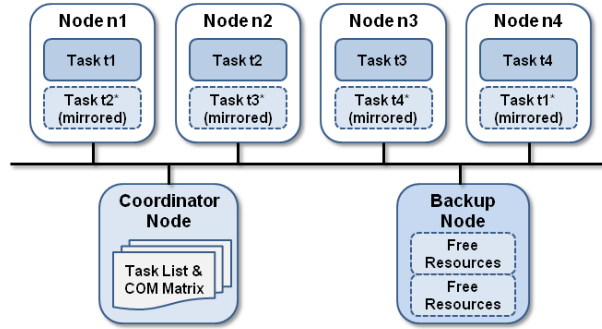 Node n1
Task t1
Task t2*
(mirrored)
Node n2
Task t2
Task t3*
(mirrored)
Node n3
Task t3
Task t4*
(mirrored)
Node n4
Task t4
Task t1*
(mirrored)
Coordinator
Node
Task List &
COM Matrix
Backup
Node
Free
Resources
Free
Resources